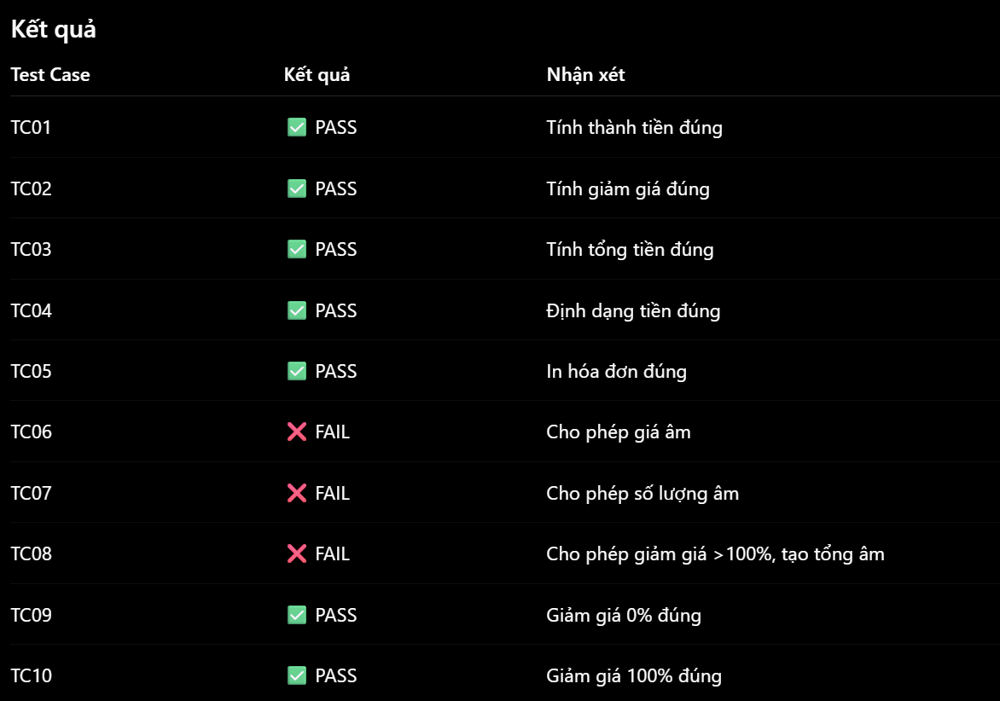 Kết quả
Test Case Kết quả Nhận xét
TC01 ✅ PASS Tính thành tiền đúng
TC02 ✅ PASS Tính giảm giá đúng
TC03 ✅ PASS Tính tổng tiền đúng
TC04 ✅ PASS Định dạng tiền đúng
TC05 ✅ PASS In hóa đơn đúng
TC06 ❌ FAIL Cho phép giá âm
TC07 ❌ FAIL Cho phép số lượng âm
TC08 ❌ FAIL Cho phép giảm giá >100%, tạo tổng âm
TC09 ✅ PASS Giảm giá 0% đúng
TC10 ✅ PASS Giảm giá 100% đúng